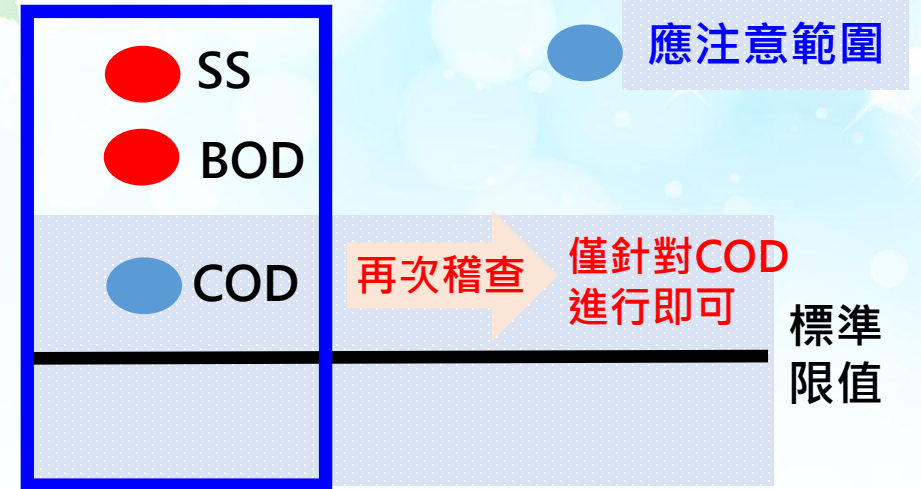 應注意範圍
SS
BOD
COD
再次稽查
僅針對COD
進行即可
標準
限值